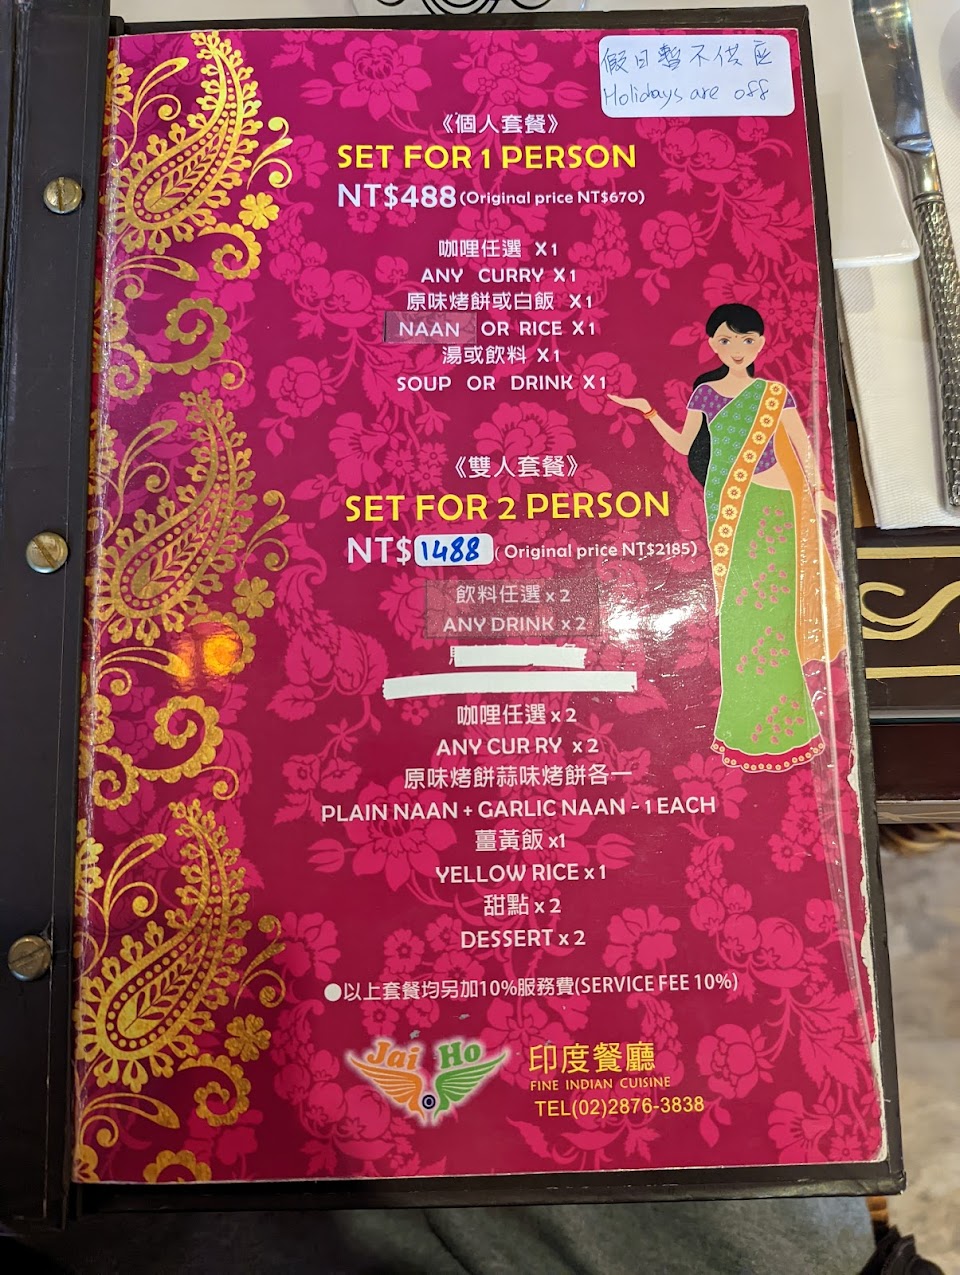 假日暫不供应
Holidays are off
《個人套餐》
SET FOR 1 PERSON
NT$488 (Original price NT$670)
咖哩任選 X1
ANY CURRY X1
原味烤餅或白飯 X1
NAAN OR RICE X1
湯或飲料 X1
SOUP OR DRINK X1
《雙人套餐》
SET FOR 2 PERSON
NT$1488 ( Original price NT$2185)
飲料任選 x 2
ANY DRINK x 2
咖哩任選 x 2
ANY CURRY x 2
原味烤餅蒜味烤餅各一
PLAIN NAAN + GARLIC NAAN - 1 EACH
薑黃飯 x1
YELLOW RICE x 1
甜點 x 2
DESSERT x 2
●以上套餐均另加10%服務費(SERVICE FEE 10%)
Jai Ho
印度餐廳
FINE INDIAN CUISINE
TEL(02)2876-3838